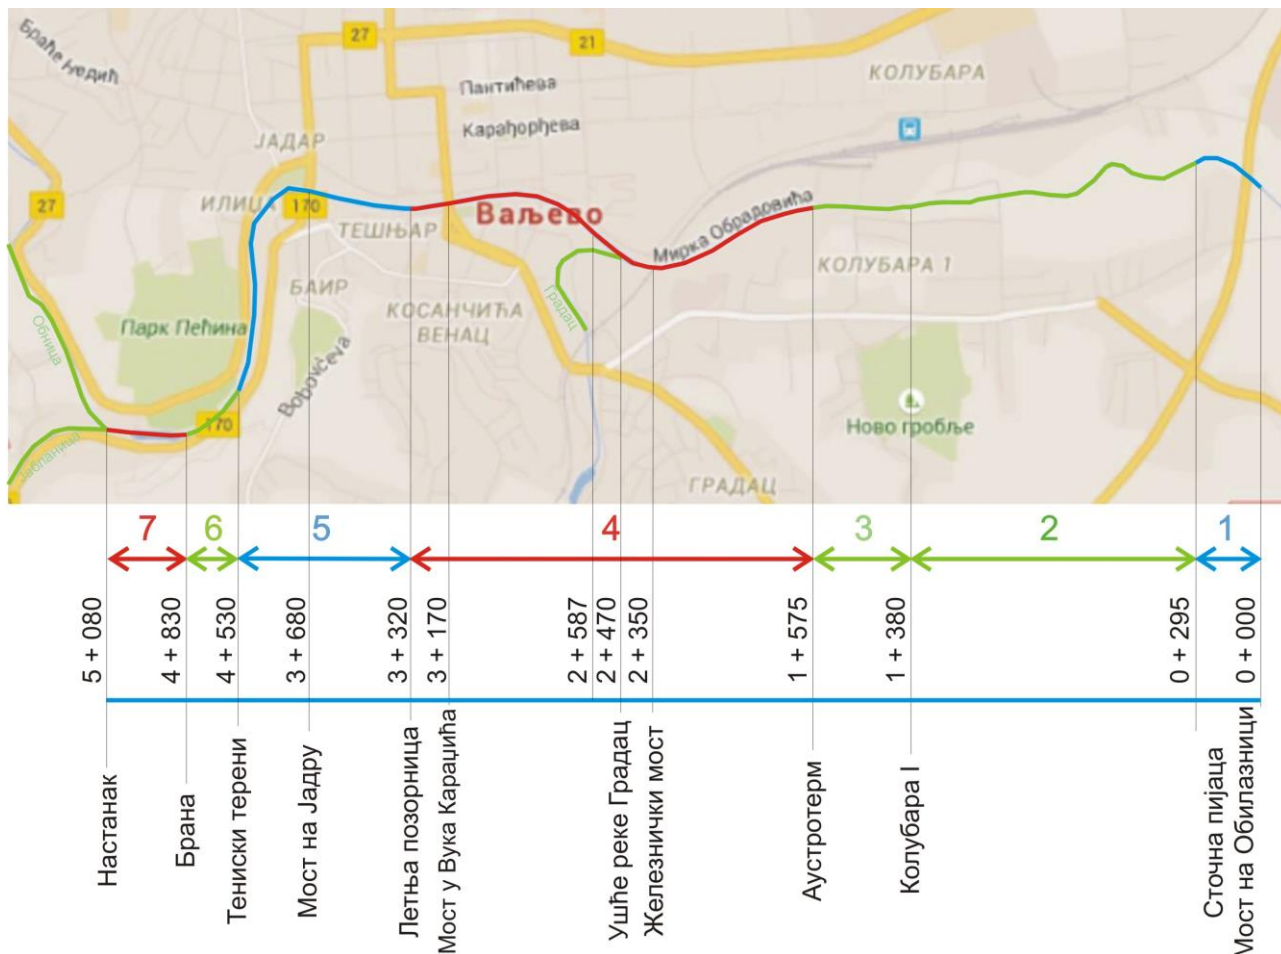 27
21
Браће Недић
Пантићева
КОЛУБАРА
Карађорђева
ЈАДАР
27
ИЛИЦА
170
ТЕШЊАР
Ваљево
Мирка Обрадовића
КОЛУБАРА 1
БАИР
КОСАНЧИЋА
ВЕНАЦ
Градац
Обница
Парк Пећина
Боричева
170
Јабланица
Ново гробље
ГРАДАЦ
7
6
5
4
3
2
1
5 + 080
4 + 830
4 + 530
3 + 680
3 + 320
3 + 170
2 + 587
2 + 470
2 + 350
1 + 575
1 + 380
0 + 295
0 + 000
Настанак
Брана
Тениски терени
Мост на Јадру
Летња позорница
Мост у Вука Караџића
Ушће реке Градац
Железнички мост
Аустротерм
Колубара I
Сточна пијаца
Мост на Обилазници